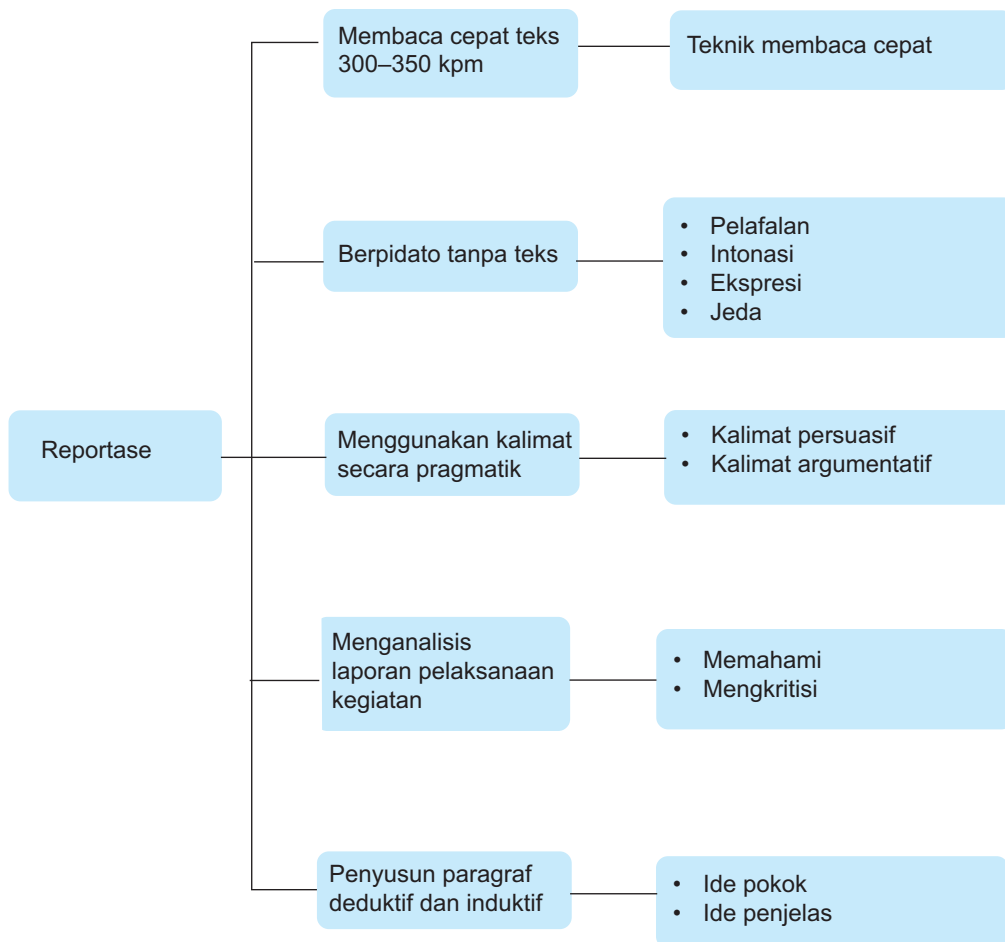 Membaca cepat teks
300–350 kpm
Teknik membaca cepat
Berpidato tanpa teks
• Pelafalan
• Intonasi
• Ekspresi
• Jeda
Reportase
Menggunakan kalimat
secara pragmatik
• Kalimat persuasif
• Kalimat argumentatif
Menganalisis
laporan pelaksanaan
kegiatan
• Memahami
• Mengkritisi
Penyusun paragraf
deduktif dan induktif
• Ide pokok
• Ide penjelas